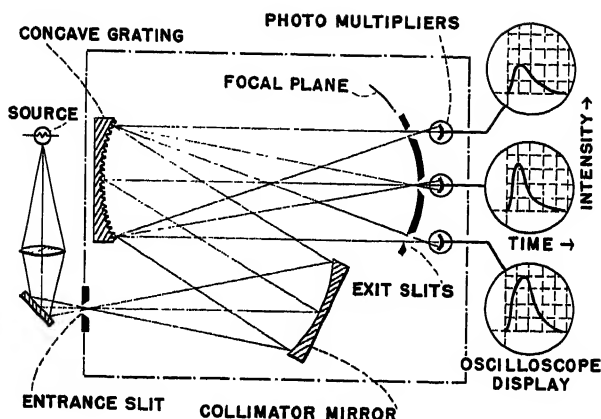 PHOTO MULTIPLIERS
CONCAVE GRATING
FOCAL PLANE
SOURCE
INTENSITY→
TIME →
EXIT SLITS
OSCILLOSCOPE
DISPLAY
ENTRANCE SLIT
COLLIMATOR MIRROR